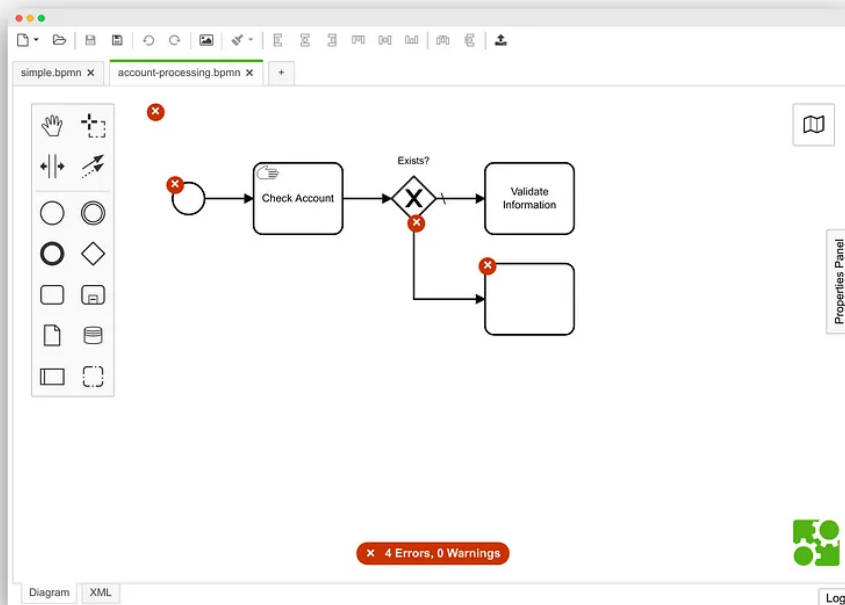 simple.bpmn
account-processing.bpmn
+
Exists?
Check Account
Validate
Information
Properties Panel
4 Errors, 0 Warnings
Diagram
XML
Log